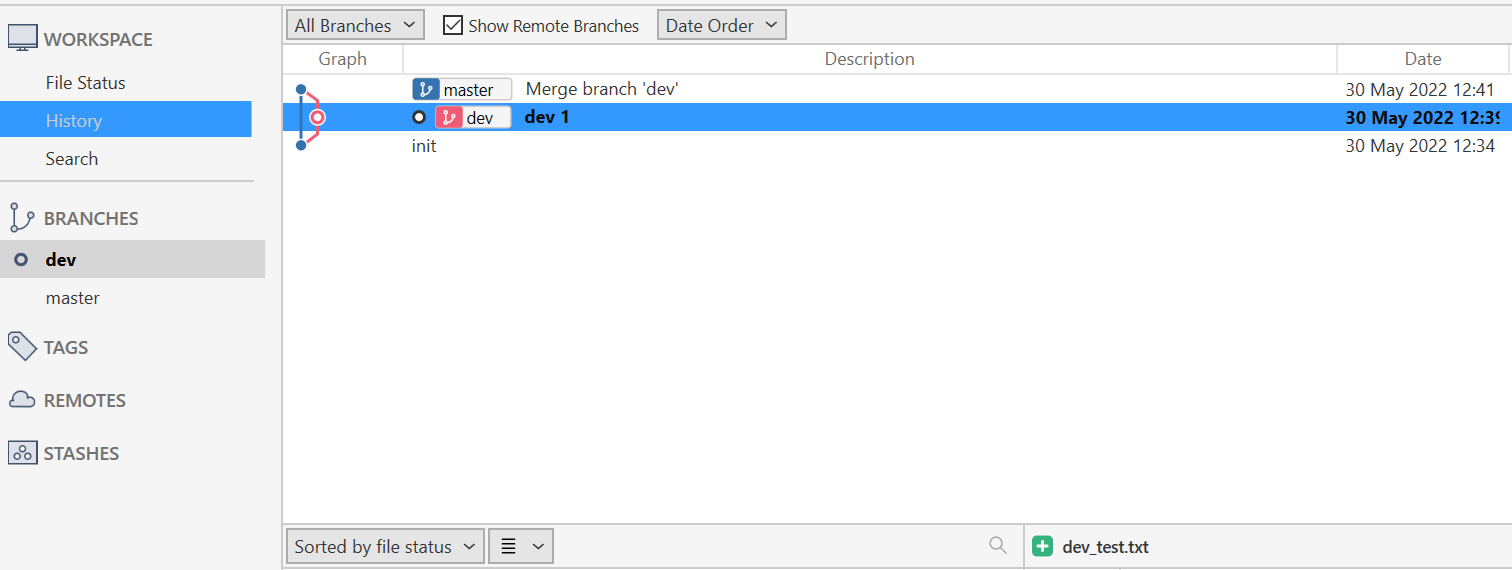 WORKSPACE
File Status
History
Search
BRANCHES
dev
master
TAGS
REMOTES
STASHES
All Branches Show Remote Branches Date Order
Graph Description Date
master Merge branch 'dev' 30 May 2022 12:41
dev dev 1 30 May 2022 12:39
init 30 May 2022 12:34
Sorted by file status dev_test.txt